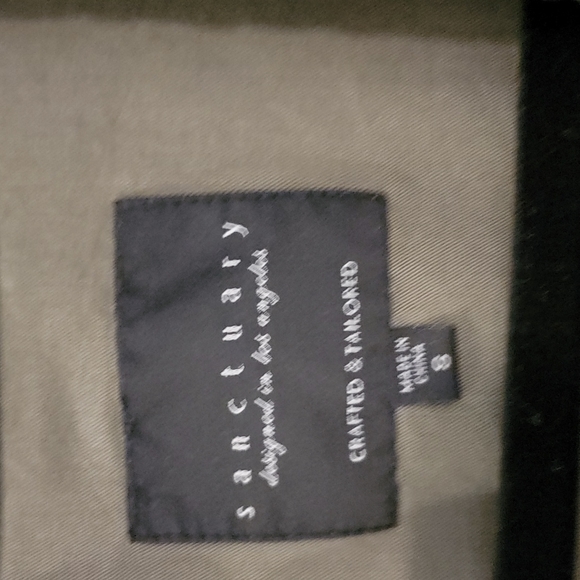 sanctuary
designed in los angeles
CRAFTED & TAILORED
MADE IN
CHINA
S